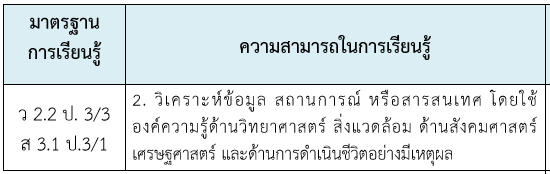 มาตรฐาน
การเรียนรู้
ความสามารถในการเรียนรู้
ว 2.2 ป. 3/3
ส 3.1 ป.3/1
2. วิเคราะห์ข้อมูล สถานการณ์ หรือสารสนเทศ โดยใช้
องค์ความรู้ด้านวิทยาศาสตร์ สิ่งแวดล้อม ด้านสังคมศาสตร์
เศรษฐศาสตร์ และด้านการดำเนินชีวิตอย่างมีเหตุผล